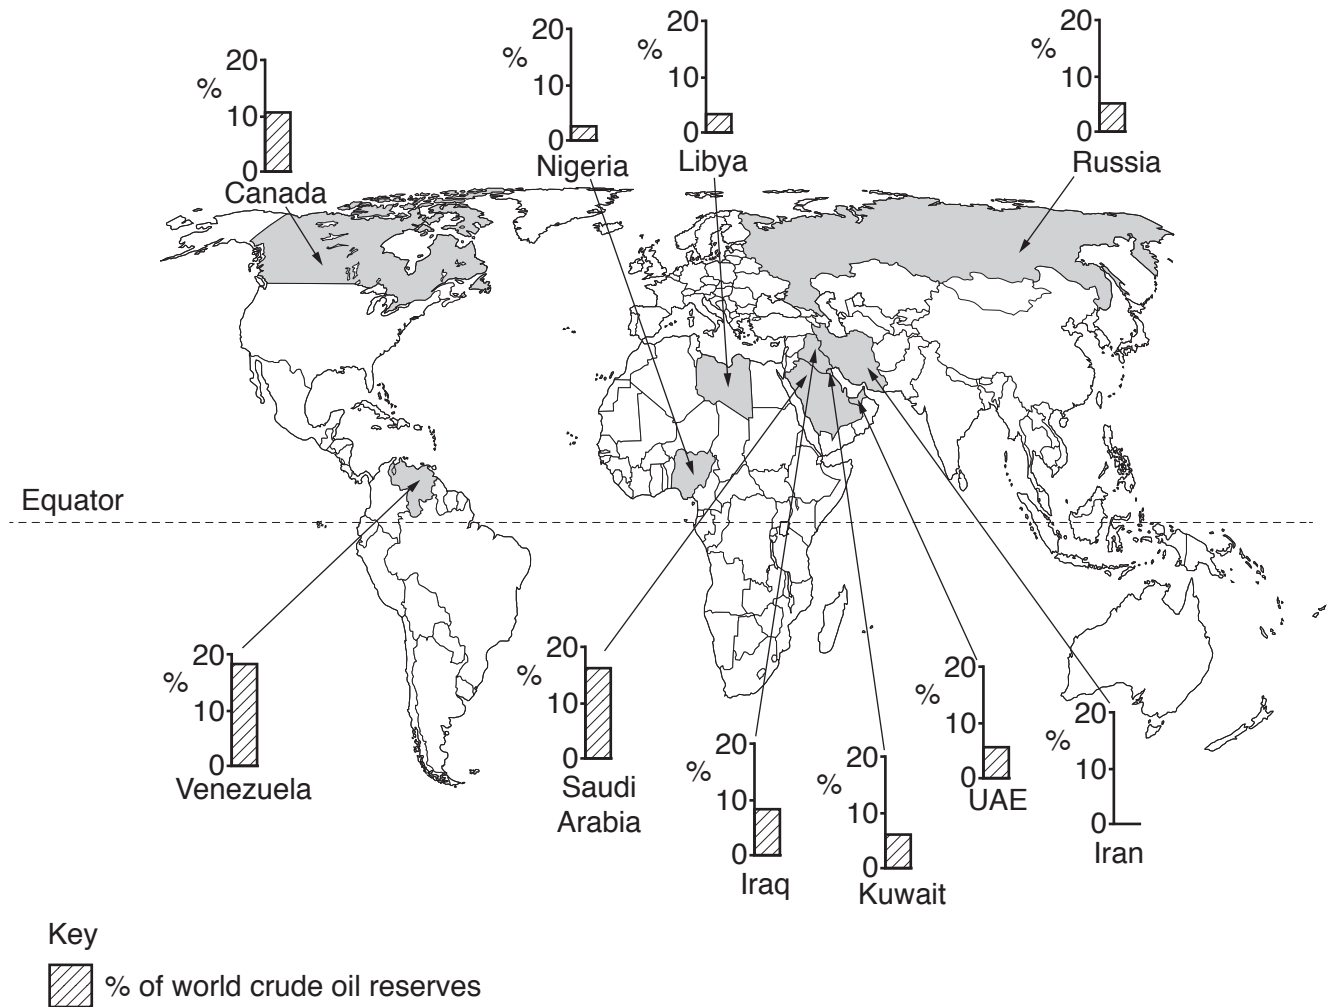 20
%
10
0
Canada
20
%
10
0
Nigeria
20
%
10
0
Libya
20
%
10
0
Russia
Equator
20
%
10
0
Venezuela
20
%
10
0
Saudi
Arabia
20
%
10
0
Iraq
20
%
10
0
Kuwait
20
%
10
0
UAE
20
%
10
0
Iran
Key
% of world crude oil reserves